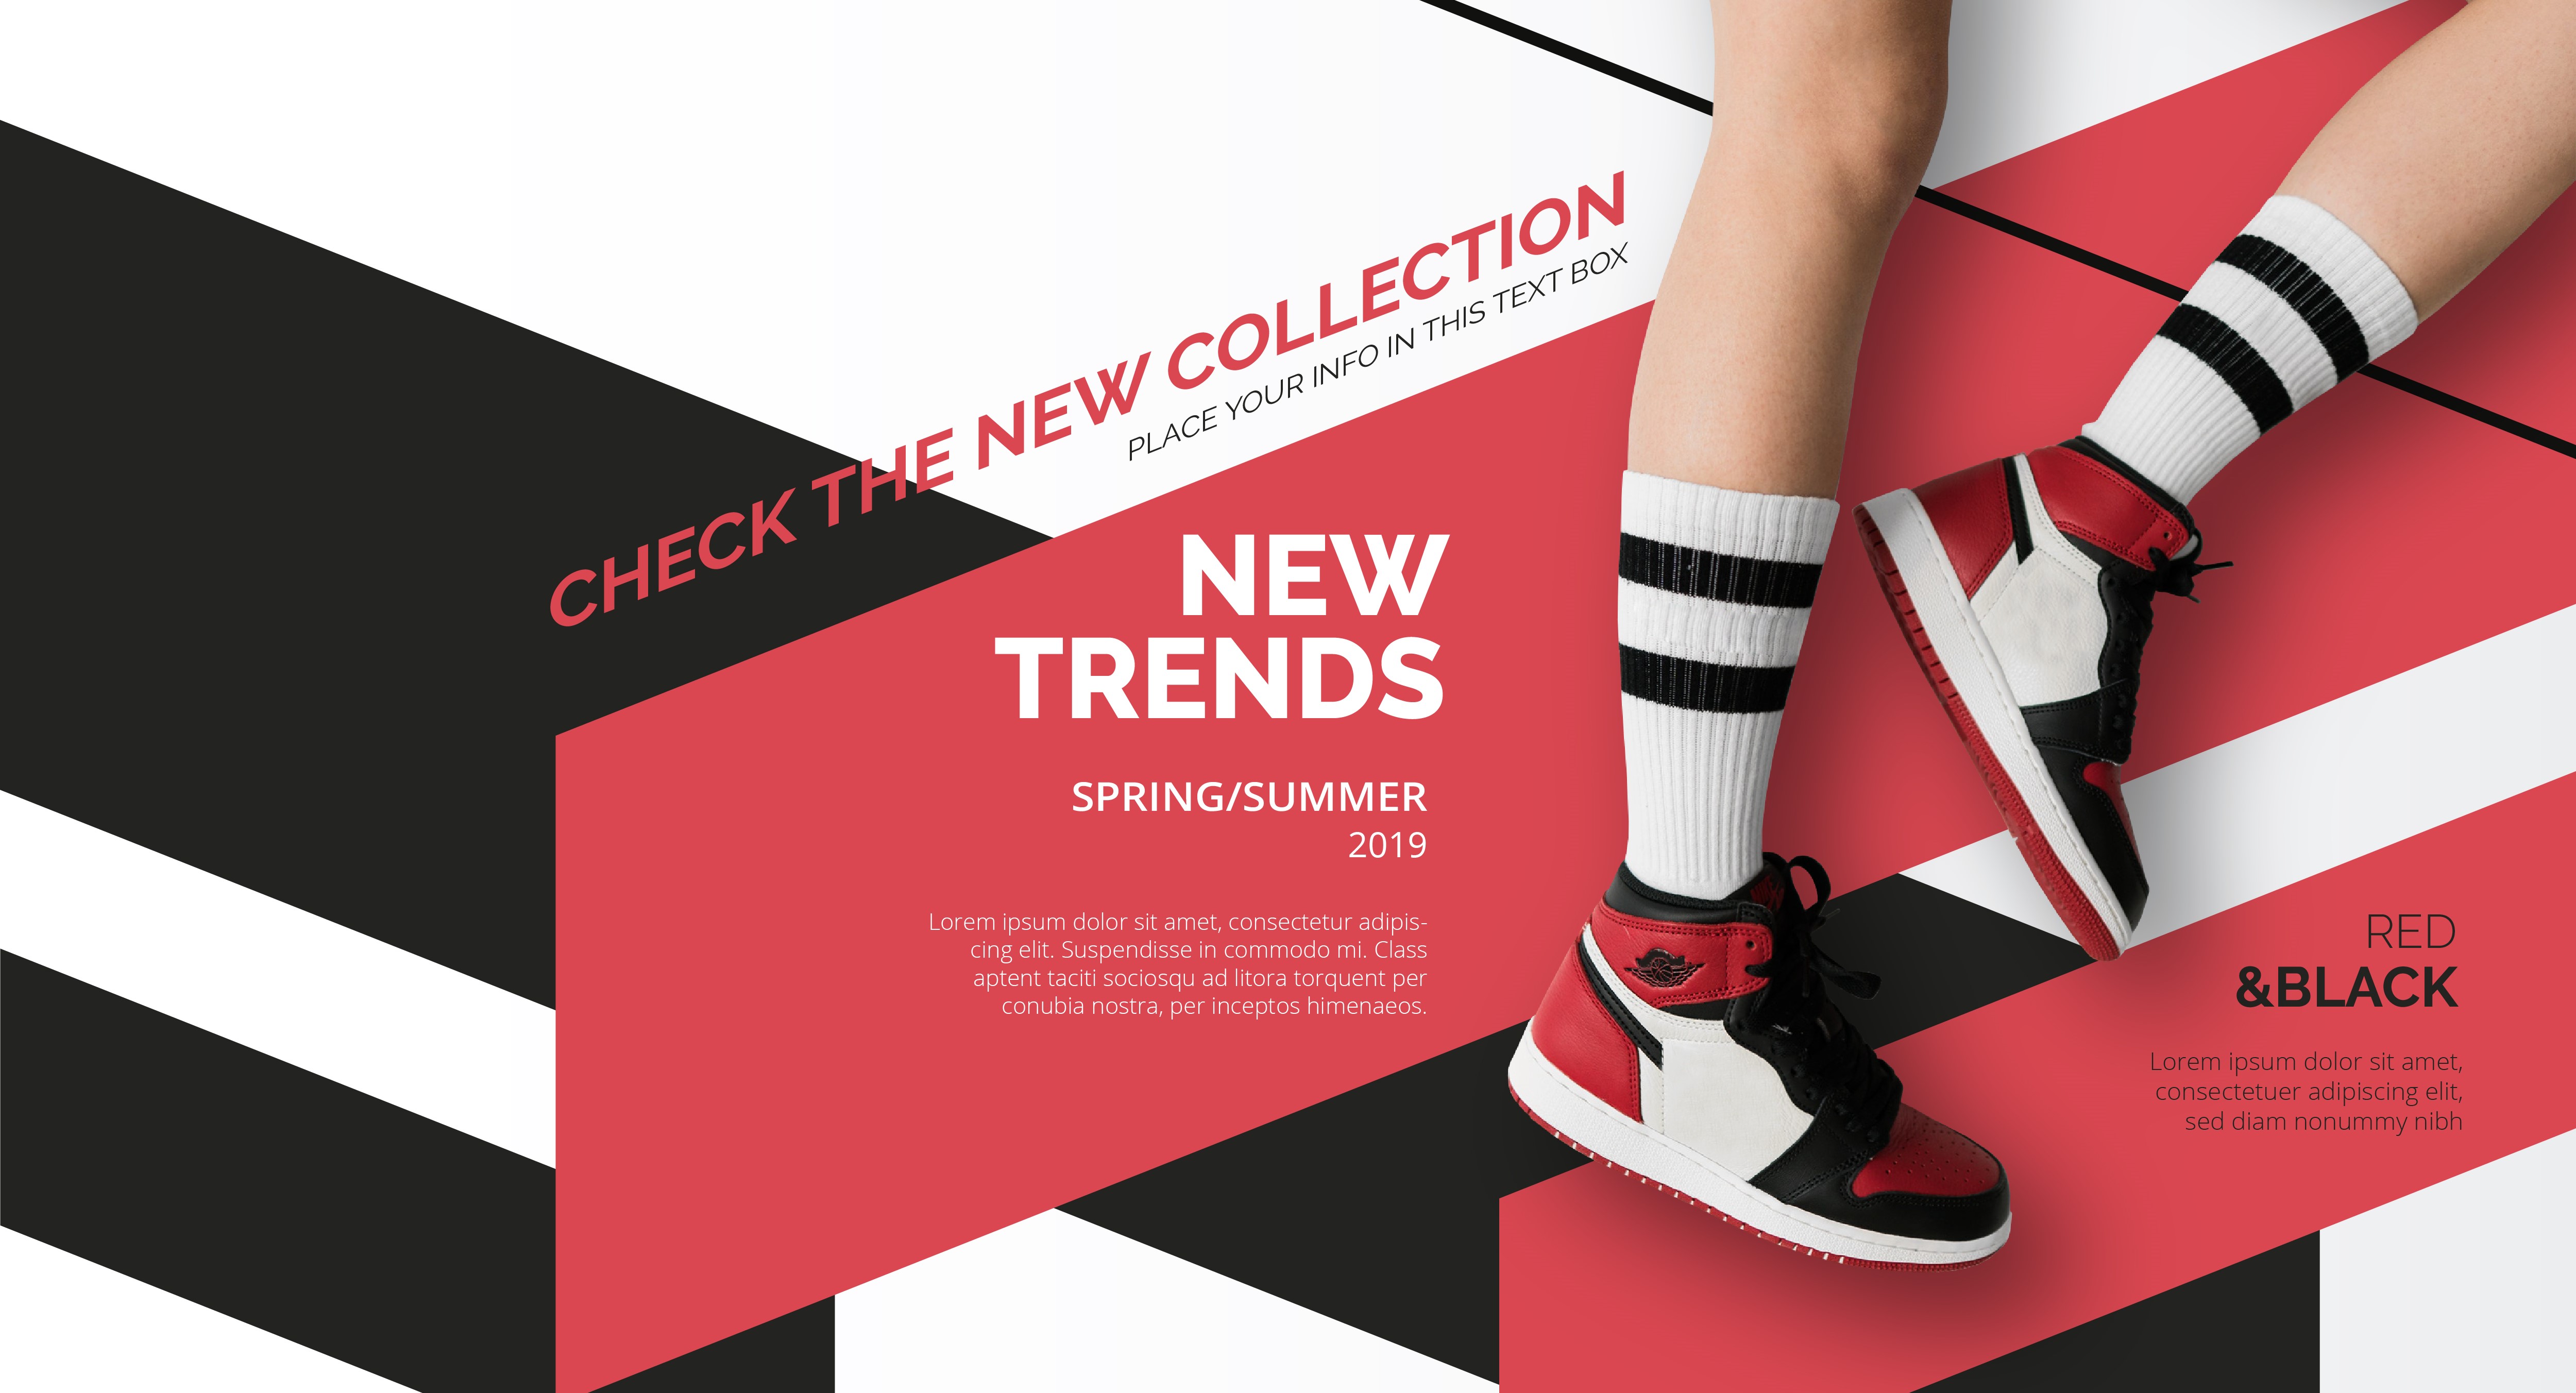 CHECK THE NEW COLLECTION
PLACE YOUR INFO IN THIS TEXT BOX
NEW
TRENDS
SPRING/SUMMER
2019
Lorem ipsum dolor sit amet, consectetur adipis-
cing elit. Suspendisse in commodo mi. Class
aptent taciti sociosqu ad litora torquent per
conubia nostra, per inceptos himenaeos.
RED
&BLACK
Lorem ipsum dolor sit amet,
consectetuer adipiscing elit,
sed diam nonummy nibh